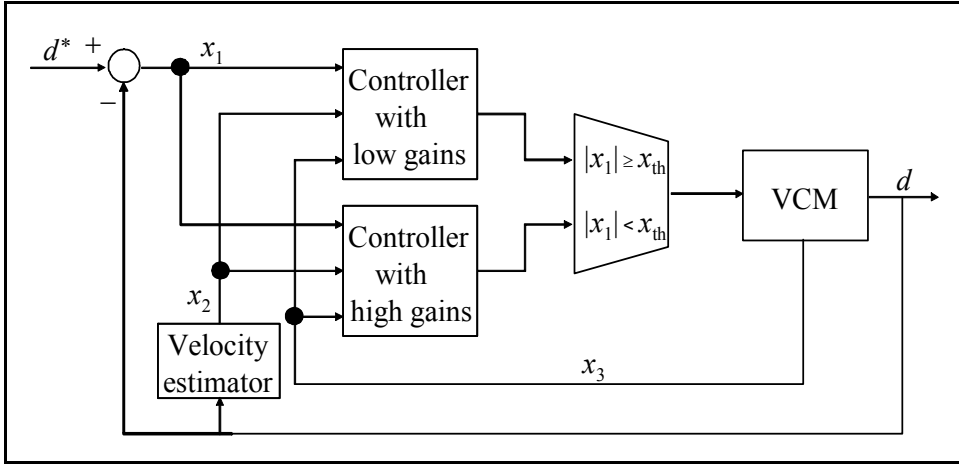 d* + x₁
−
Controller
with
low gains
|x₁| ≥ xth
|x₁| < xth
VCM
d
Controller
with
high gains
x₂
Velocity
estimator
x₃